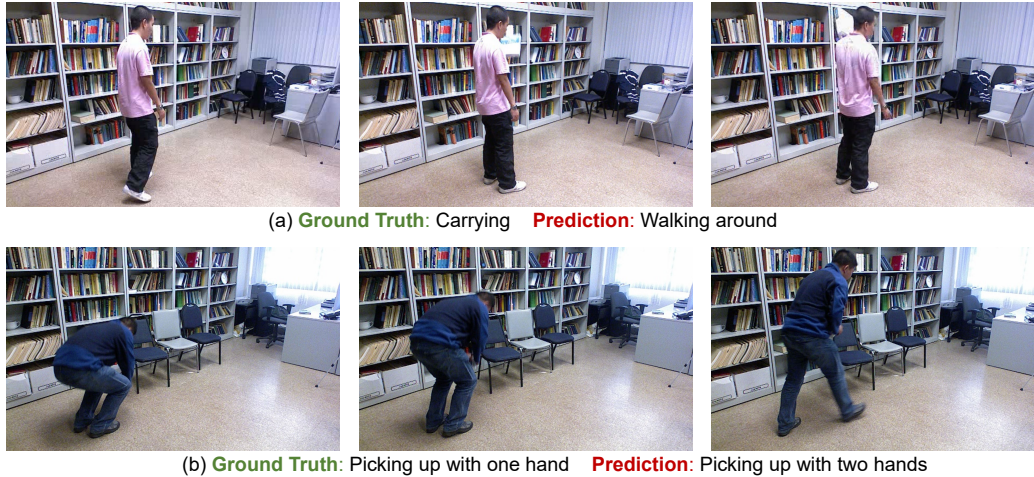 (a) Ground Truth: Carrying Prediction: Walking around
(b) Ground Truth: Picking up with one hand Prediction: Picking up with two hands